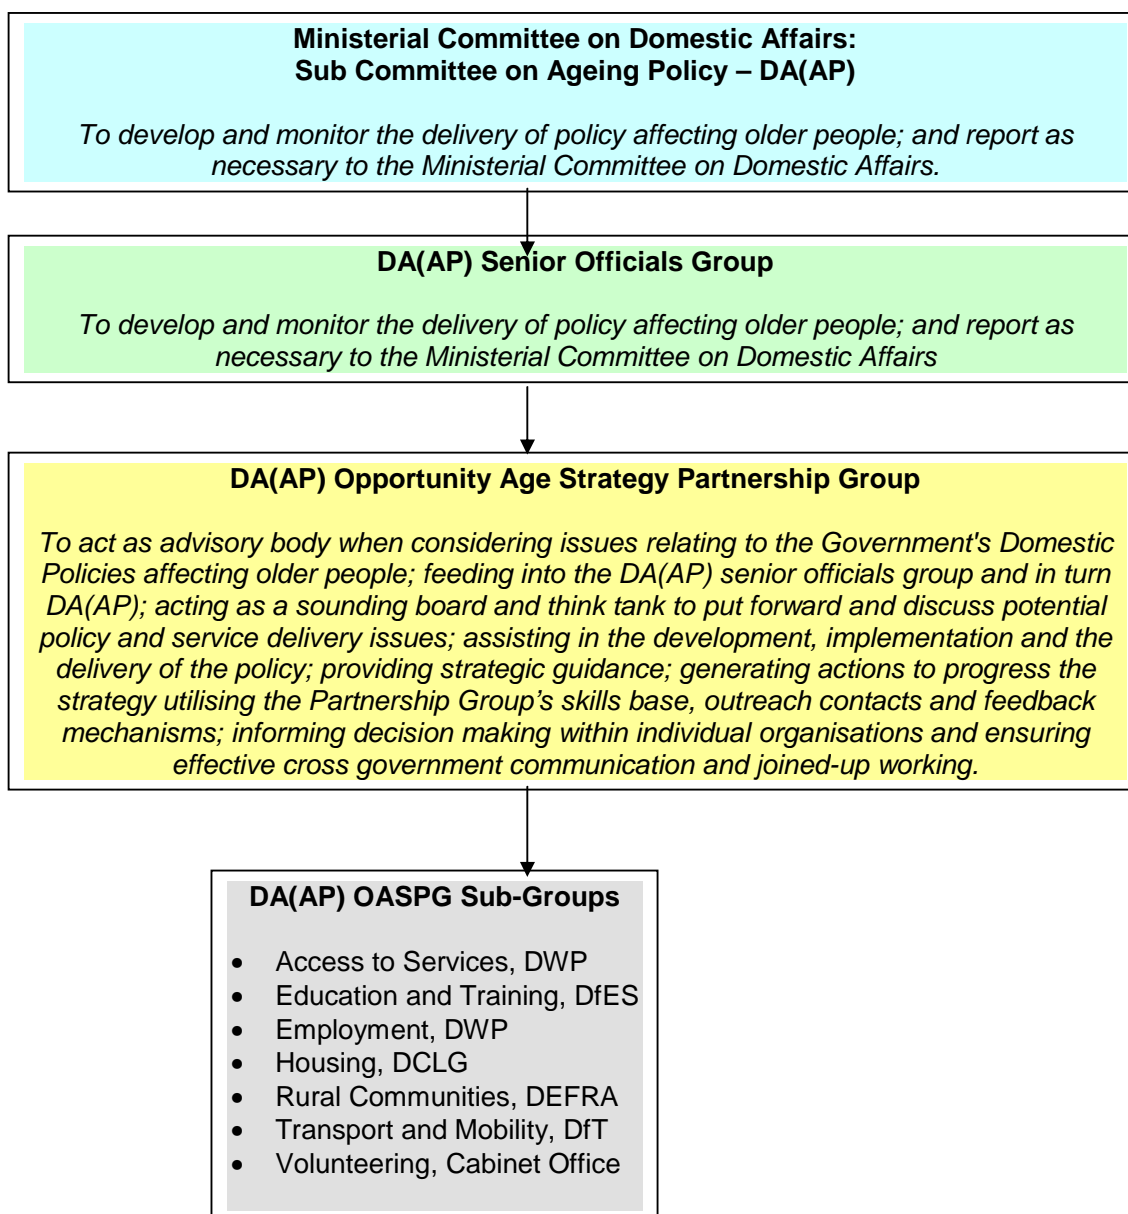 Ministerial Committee on Domestic Affairs:
Sub Committee on Ageing Policy – DA(AP)
To develop and monitor the delivery of policy affecting older people; and report as
necessary to the Ministerial Committee on Domestic Affairs.
DA(AP) Senior Officials Group
To develop and monitor the delivery of policy affecting older people; and report as
necessary to the Ministerial Committee on Domestic Affairs
DA(AP) Opportunity Age Strategy Partnership Group
To act as advisory body when considering issues relating to the Government's Domestic
Policies affecting older people; feeding into the DA(AP) senior officials group and in turn
DA(AP); acting as a sounding board and think tank to put forward and discuss potential
policy and service delivery issues; assisting in the development, implementation and the
delivery of the policy; providing strategic guidance; generating actions to progress the
strategy utilising the Partnership Group’s skills base, outreach contacts and feedback
mechanisms; informing decision making within individual organisations and ensuring
effective cross government communication and joined-up working.
DA(AP) OASPG Sub-Groups
• Access to Services, DWP
• Education and Training, DfES
• Employment, DWP
• Housing, DCLG
• Rural Communities, DEFRA
• Transport and Mobility, DfT
• Volunteering, Cabinet Office